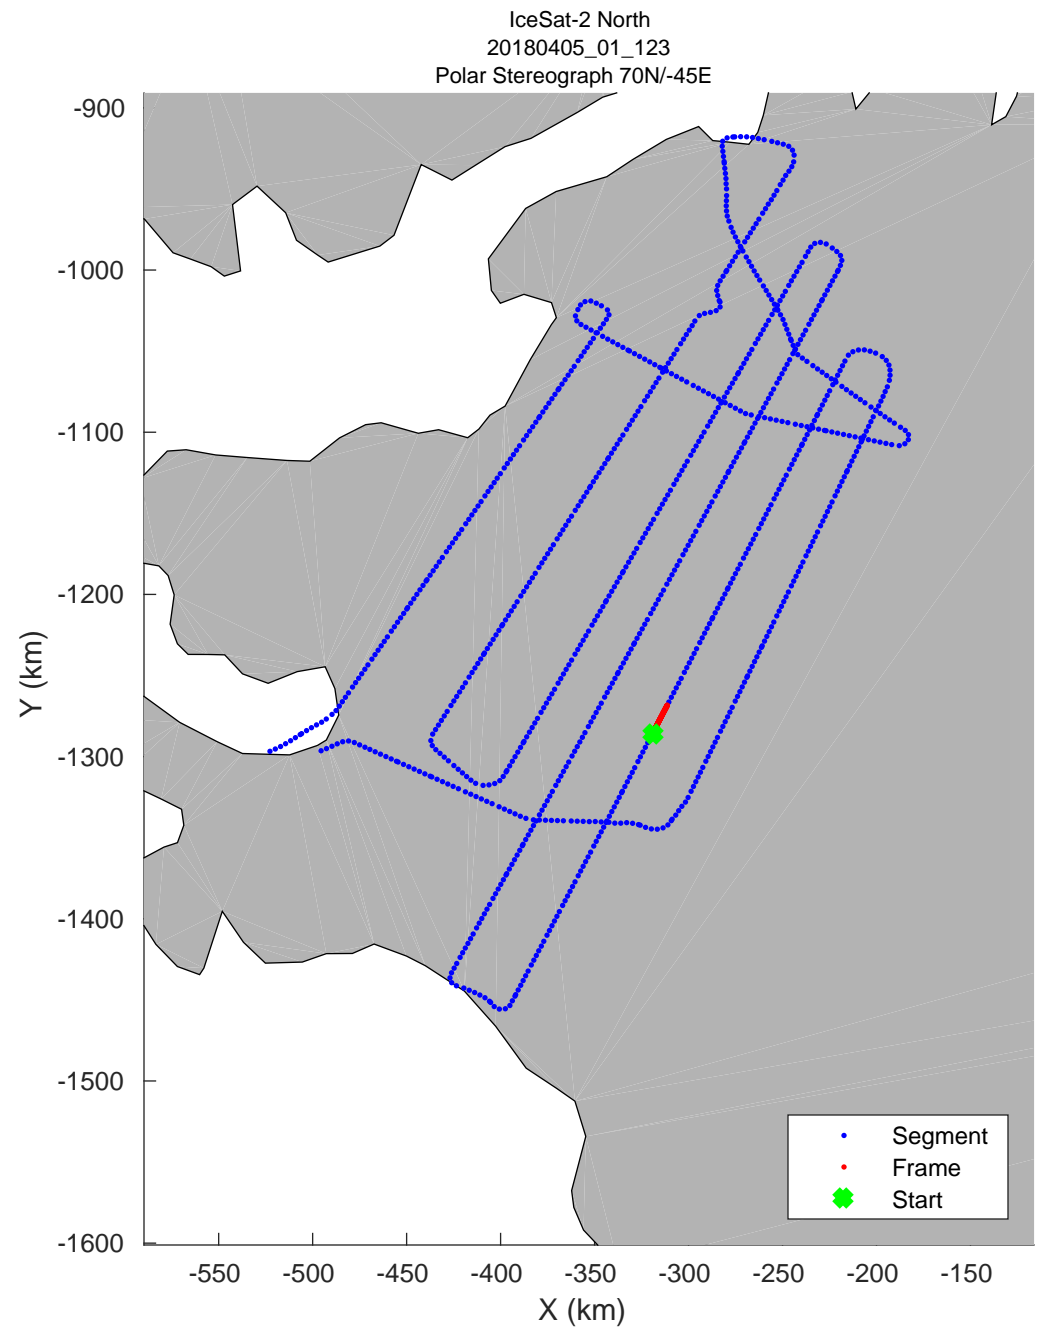 IceSat-2 North
20180405_01_123
Polar Stereograph 70N/-45E
-900
-1000
-1100
-1200
-1300
-1400
-1500
-1600
Y (km)
-550 -500 -450 -400 -350 -300 -250 -200 -150
X (km)
Segment
Frame
Start